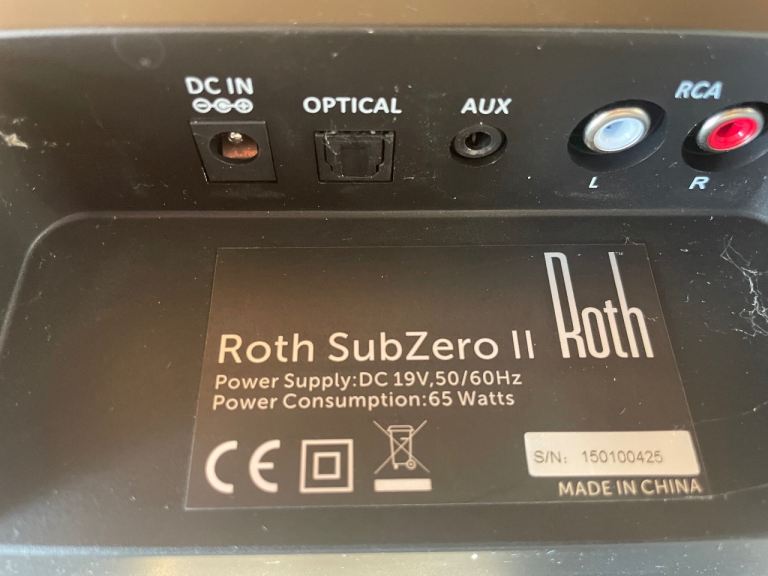 DC IN
OPTICAL
AUX
RCA
L
R
Roth
Roth SubZero II
Power Supply:DC 19V,50/60Hz
Power Consumption:65 Watts
CE
S/N: 150100425
MADE IN CHINA